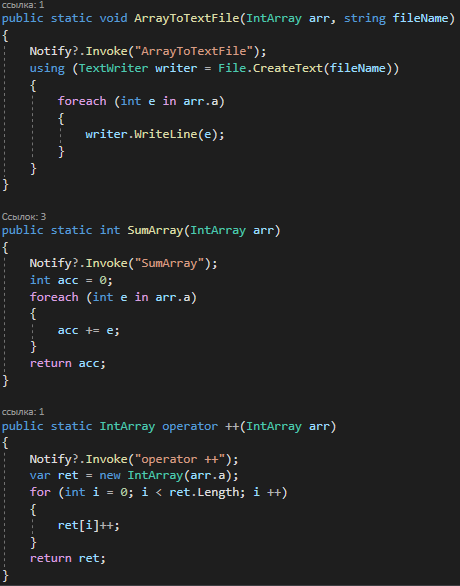 ссылка: 1
public static void ArrayToTextFile(IntArray arr, string fileName)
{
    Notify?.Invoke("ArrayToTextFile");
    using (TextWriter writer = File.CreateText(fileName))
    {
        foreach (int e in arr.a)
        {
            writer.WriteLine(e);
        }
    }
}
Ссылок: 3
public static int SumArray(IntArray arr)
{
    Notify?.Invoke("SumArray");
    int acc = 0;
    foreach (int e in arr.a)
    {
        acc += e;
    }
    return acc;
}
ссылка: 1
public static IntArray operator ++(IntArray arr)
{
    Notify?.Invoke("operator ++");
    var ret = new IntArray(arr.a);
    for (int i = 0; i < ret.Length; i ++)
    {
        ret[i]++;
    }
    return ret;
}